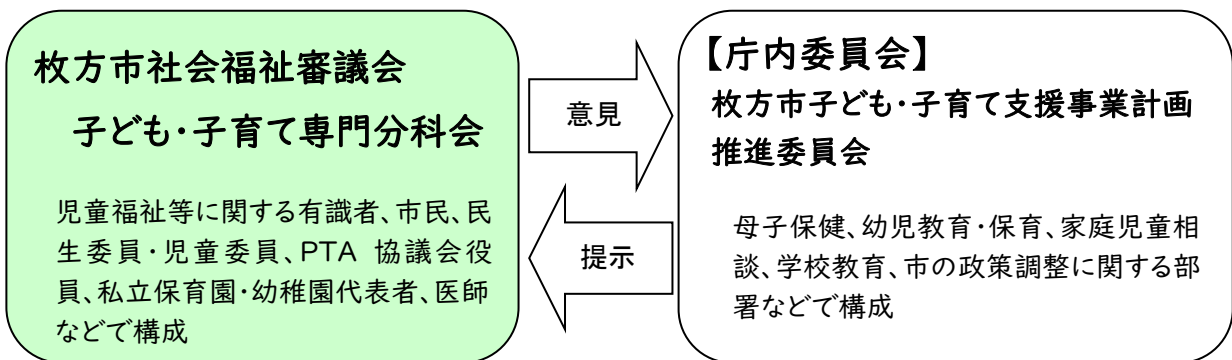 枚方市社会福祉審議会
子ども・子育て専門分科会
児童福祉等に関する有識者、市民、民
生委員・児童委員、PTA 協議会役
員、私立保育園・幼稚園代表者、医師
などで構成
意見
提示
【庁内委員会】
枚方市子ども・子育て支援事業計画
推進委員会
母子保健、幼児教育・保育、家庭児童相
談、学校教育、市の政策調整に関する部
署などで構成